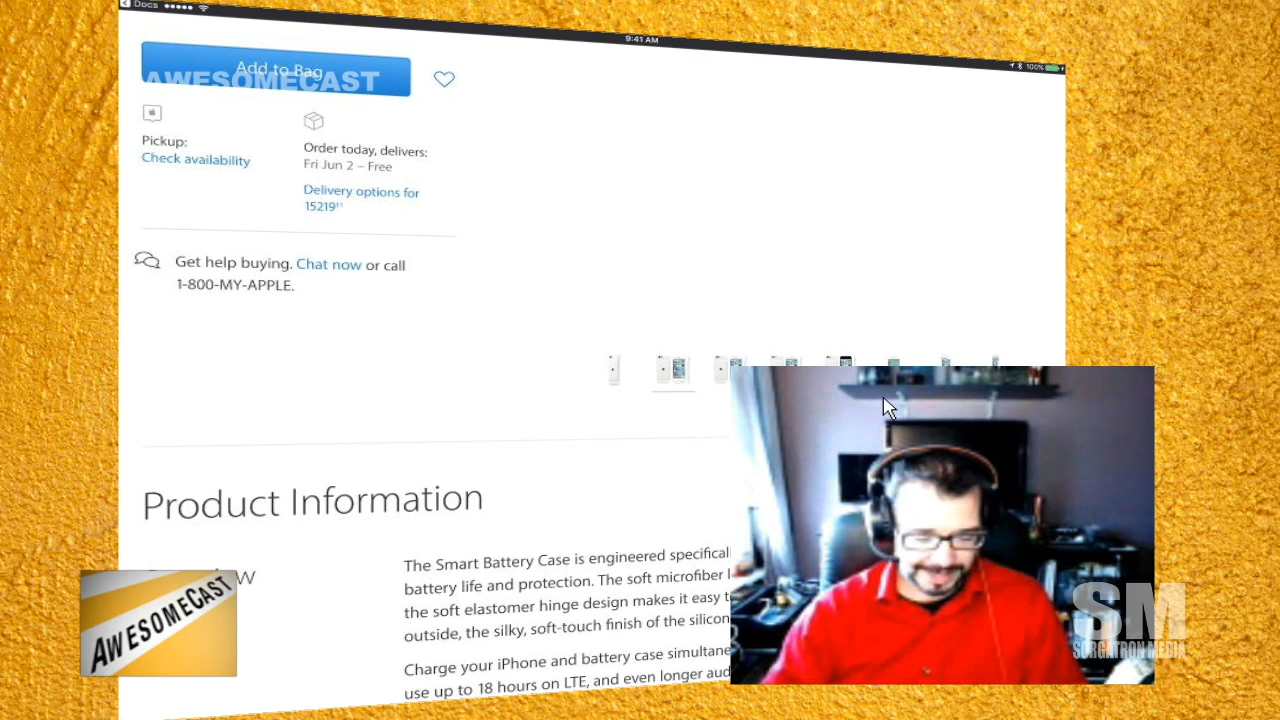 Docs
9:41 AM
100%
Add to Bag
AWESOMECAST
Pickup:
Check availability
Order today, delivers:
Fri Jun 2 – Free
Delivery options for
15219††
Get help buying. Chat now or call
1-800-MY-APPLE.
Product Information
The Smart Battery Case is engineered
battery life and protection. The soft microfiber
the soft elastomer hinge design makes it easy
outside, the silky, soft-touch finish of the
Charge your iPhone and battery case
use up to 18 hours on LTE, and even longer
AWESOMECAST
SM
SORGATRON MEDIA